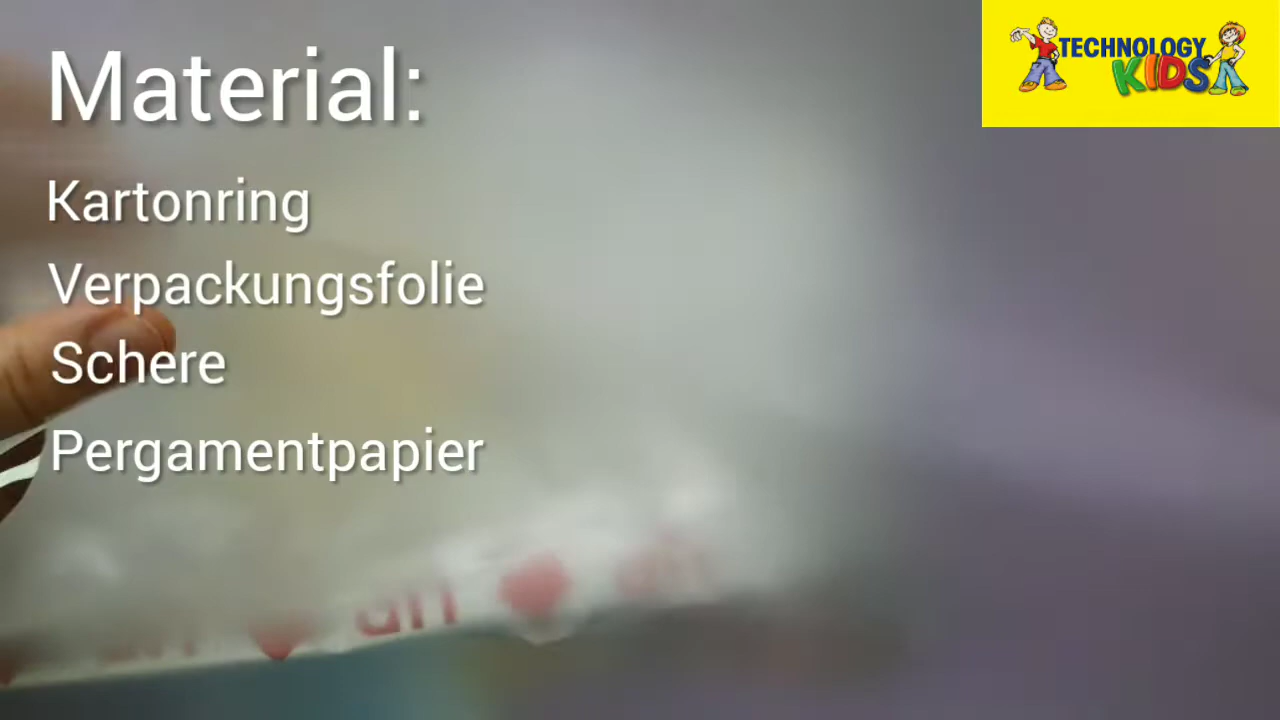 Material:
TECHNOLOGY
KIDS
Kartonring
Verpackungsfolie
Schere
Pergamentpapier